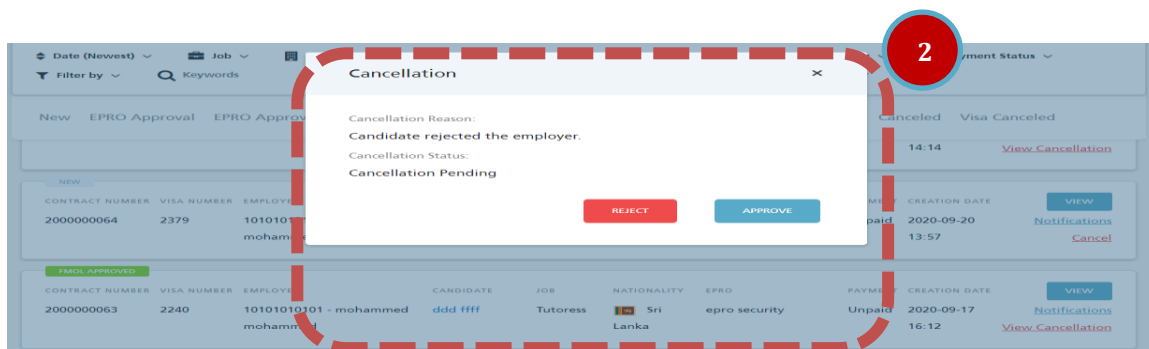 Date (Newest) Job
2
yment Status
Filter by Keywords
Cancellation ×
New EPRO Approval EPRO Approv
Canceled Visa Canceled
Cancellation Reason:
Candidate rejected the employer.
Cancellation Status:
Cancellation Pending
14:14 View Cancellation
NEW
CONTRACT NUMBER VISA NUMBER EMPLOYE CREATION DATE VIEW
2000000064 2379 2020-09-20 Notifications
REJECT APPROVE
13:57 Cancel
FMOL APPROVED
CONTRACT NUMBER VISA NUMBER EMPLOYE CANDIDATE JOB NATIONALITY EPRO PAYMENT CREATION DATE VIEW
2000000063 2240 10101010101 - mohammed ddd ffff Tutoress Sri epro security Unpaid 2020-09-17 Notifications
Lanka 16:12 View Cancellation